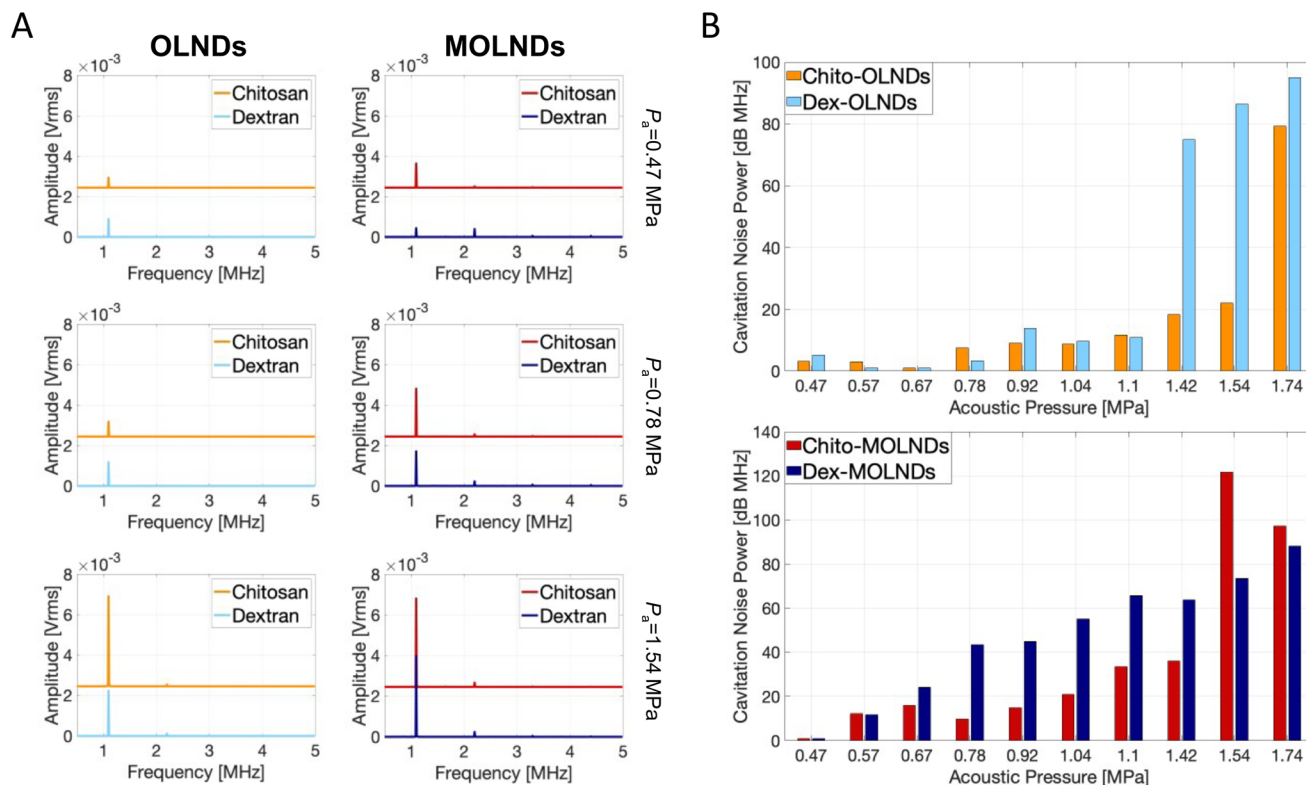 A
B
OLNDs
MOLNDs
×10⁻³
8
6
4
2
0
Amplitude [Vrms]
Chitosan
Dextran
1 2 3 4 5
Frequency [MHz]
×10⁻³
8
6
4
2
0
Amplitude [Vrms]
Chitosan
Dextran
1 2 3 4 5
Frequency [MHz]
Pa=0.47 MPa
×10⁻³
8
6
4
2
0
Amplitude [Vrms]
Chitosan
Dextran
1 2 3 4 5
Frequency [MHz]
×10⁻³
8
6
4
2
0
Amplitude [Vrms]
Chitosan
Dextran
1 2 3 4 5
Frequency [MHz]
Pa=0.78 MPa
×10⁻³
8
6
4
2
0
Amplitude [Vrms]
Chitosan
Dextran
1 2 3 4 5
Frequency [MHz]
×10⁻³
8
6
4
2
0
Amplitude [Vrms]
Chitosan
Dextran
1 2 3 4 5
Frequency [MHz]
Pa=1.54 MPa
Cavitation Noise Power [dB MHz]
100
80
60
40
20
0
Chito-OLNDs
Dex-OLNDs
0.47 0.57 0.67 0.78 0.92 1.04 1.1 1.42 1.54 1.74
Acoustic Pressure [MPa]
Cavitation Noise Power [dB MHz]
140
120
100
80
60
40
20
0
Chito-MOLNDs
Dex-MOLNDs
0.47 0.57 0.67 0.78 0.92 1.04 1.1 1.42 1.54 1.74
Acoustic Pressure [MPa]